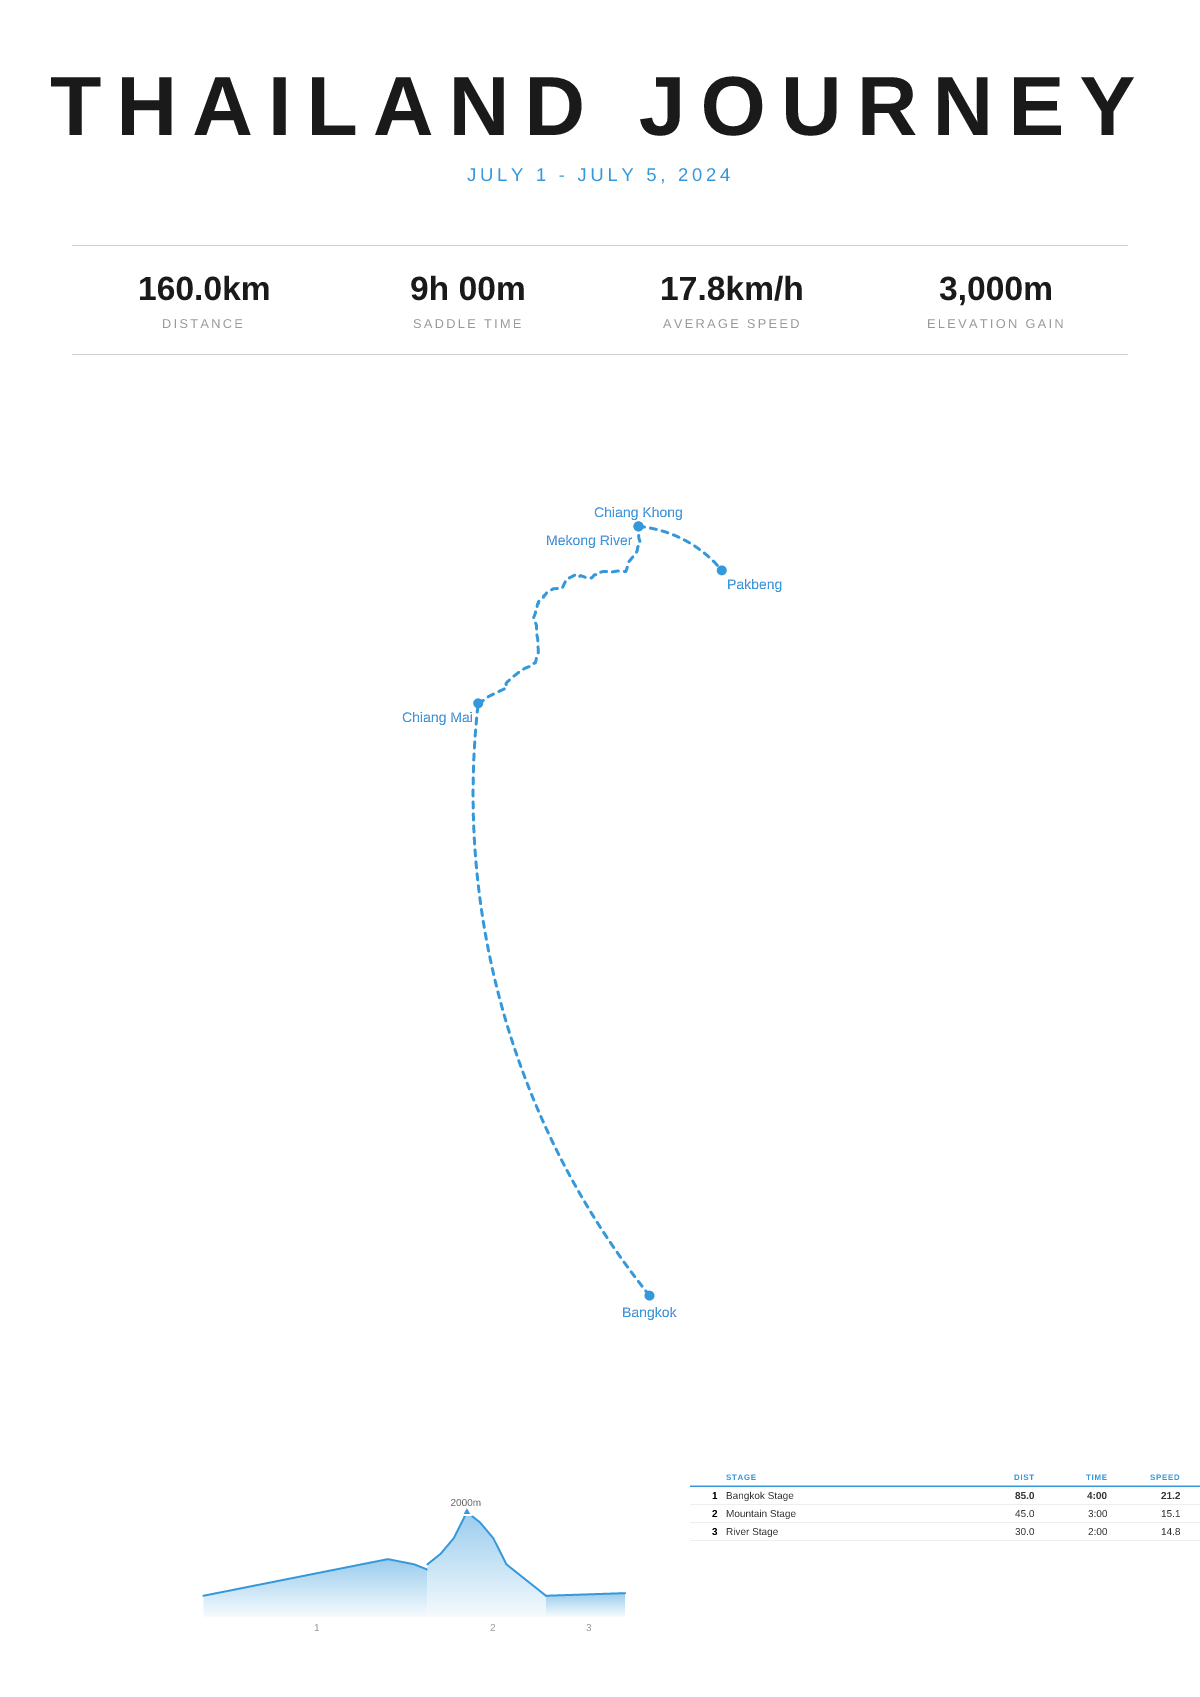 THAILAND JOURNEY
JULY 1 - JULY 5, 2024
160.0km 9h 00m 17.8km/h 3,000m
DISTANCE SADDLE TIME AVERAGE SPEED ELEVATION GAIN
Chiang Khong
Mekong River
Pakbeng
Chiang Mai
Bangkok
2000m
1 2 3
STAGE DIST TIME SPEED
1 Bangkok Stage 85.0 4:00 21.2
2 Mountain Stage 45.0 3:00 15.1
3 River Stage 30.0 2:00 14.8